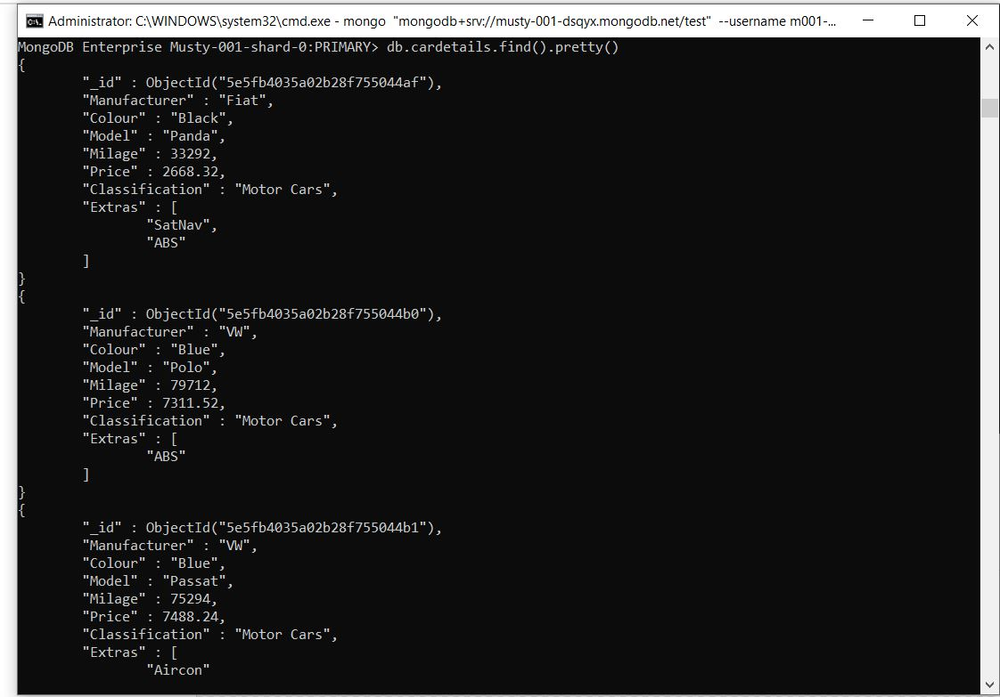 Administrator: C:\WINDOWS\system32\cmd.exe - mongo "mongodb+srv://musty-001-dsqyx.mongodb.net/test" --username m001-...
MongoDB Enterprise Musty-001-shard-0:PRIMARY> db.cardetails.find().pretty()
{
        "_id" : ObjectId("5e5fb4035a02b28f755044af"),
        "Manufacturer" : "Fiat",
        "Colour" : "Black",
        "Model" : "Panda",
        "Milage" : 33292,
        "Price" : 2668.32,
        "Classification" : "Motor Cars",
        "Extras" : [
                "SatNav",
                "ABS"
        ]
}
{
        "_id" : ObjectId("5e5fb4035a02b28f755044b0"),
        "Manufacturer" : "VW",
        "Colour" : "Blue",
        "Model" : "Polo",
        "Milage" : 79712,
        "Price" : 7311.52,
        "Classification" : "Motor Cars",
        "Extras" : [
                "ABS"
        ]
}
{
        "_id" : ObjectId("5e5fb4035a02b28f755044b1"),
        "Manufacturer" : "VW",
        "Colour" : "Blue",
        "Model" : "Passat",
        "Milage" : 75294,
        "Price" : 7488.24,
        "Classification" : "Motor Cars",
        "Extras" : [
                "Aircon"